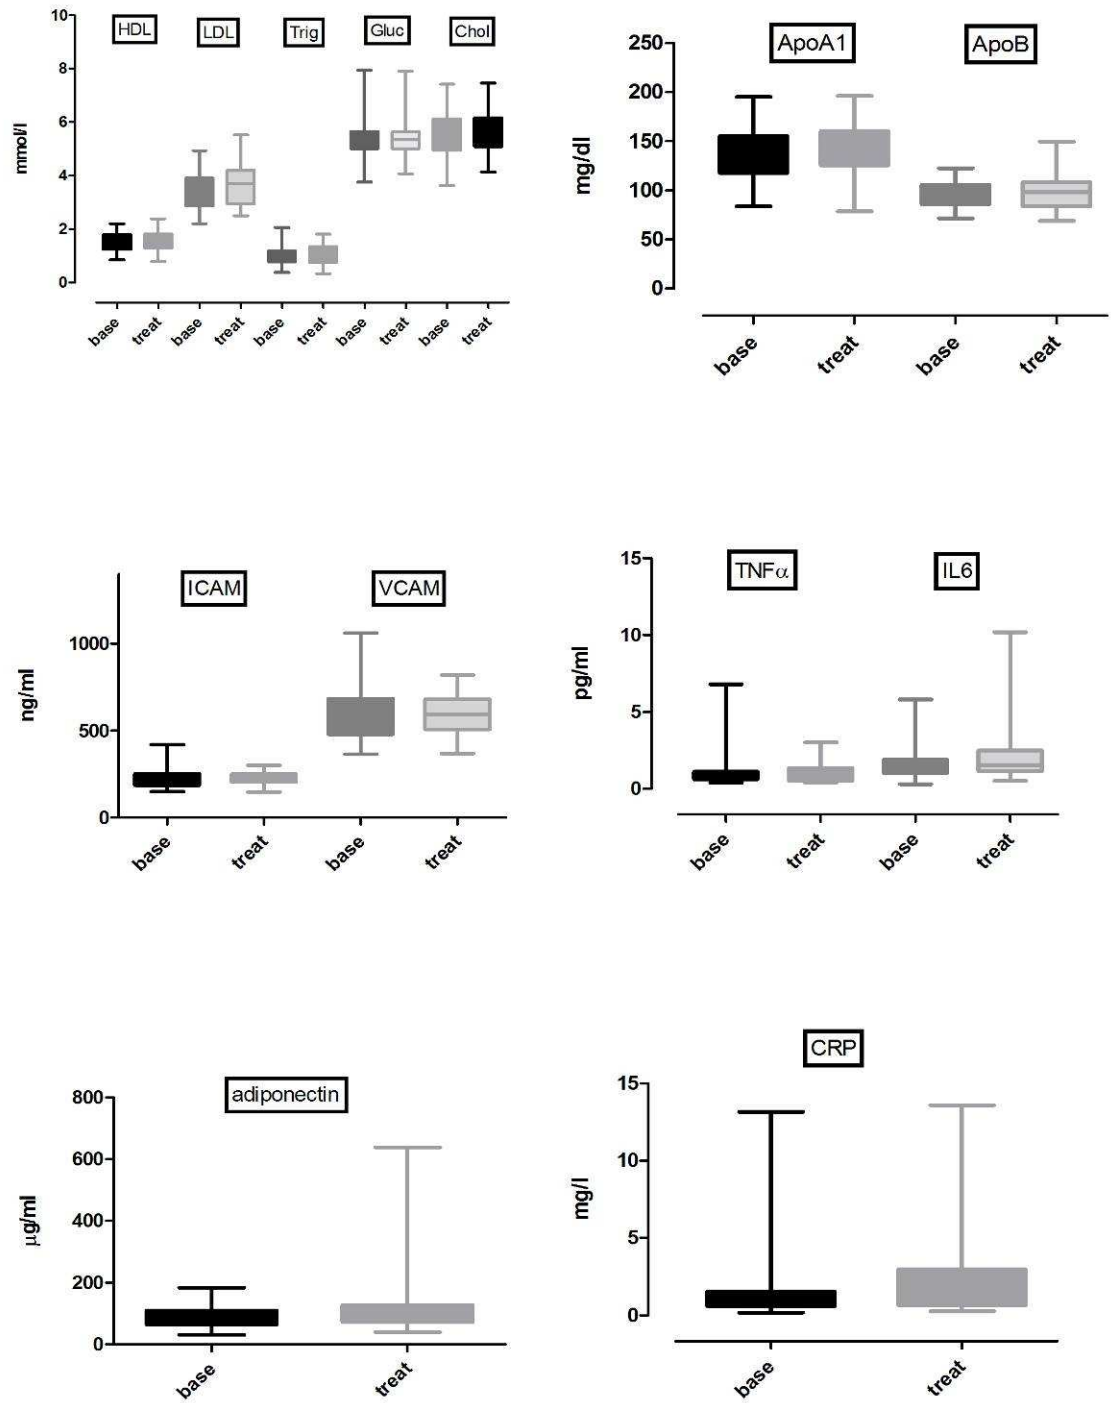 10
8
6
4
2
0
mmol/l
HDL LDL Trig Gluc Chol
base treat base treat base treat base treat base treat
250
200
150
100
50
0
mg/dl
ApoA1 ApoB
base treat base treat
1000
500
0
ng/ml
ICAM VCAM
base treat base treat
15
10
5
0
pg/ml
TNFα IL6
base treat base treat
800
600
400
200
0
μg/ml
adiponectin
base treat
15
10
5
0
mg/l
CRP
base treat